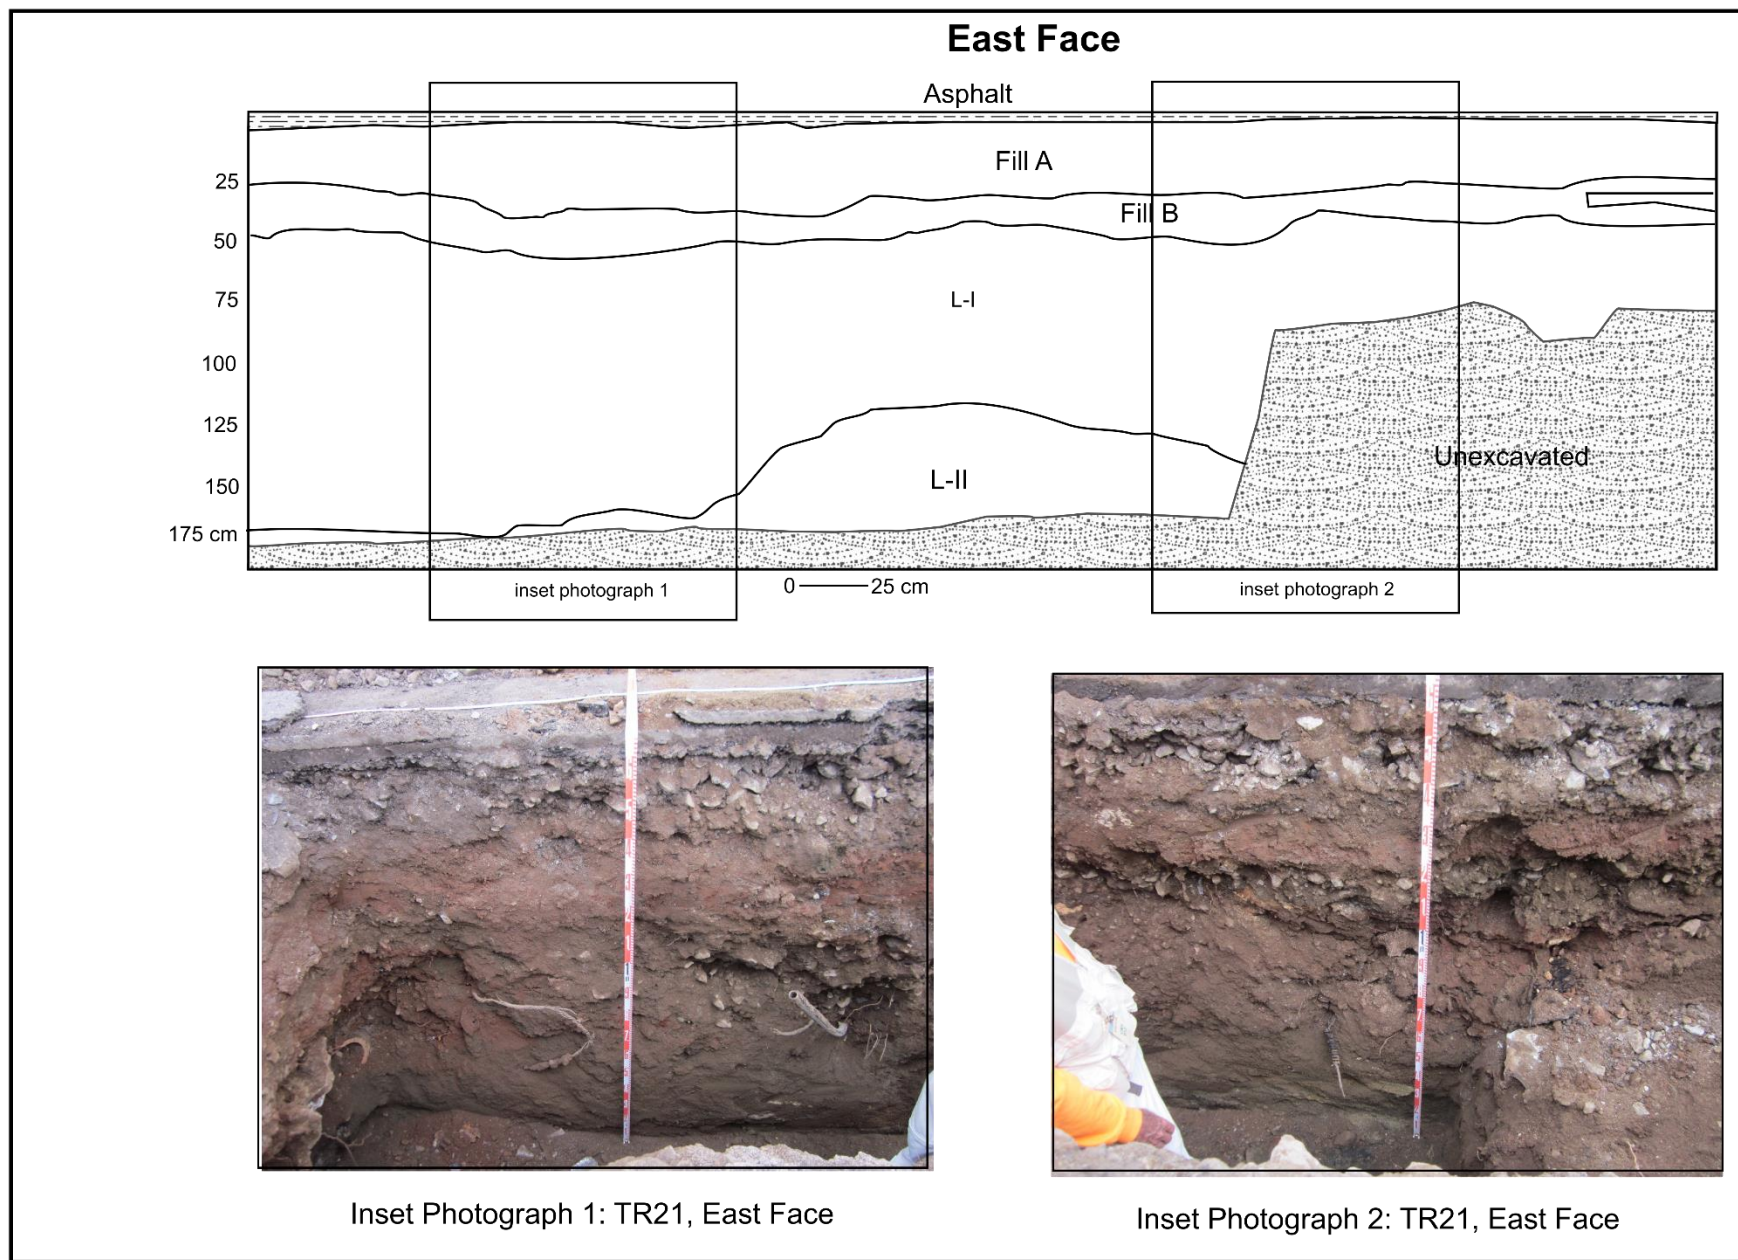 East Face
Asphalt
Fill A
25
Fill B
50
75
L-I
100
125
Unexcavated
150
L-II
175 cm
inset photograph 1
0 25 cm
inset photograph 2
Inset Photograph 1: TR21, East Face
Inset Photograph 2: TR21, East Face